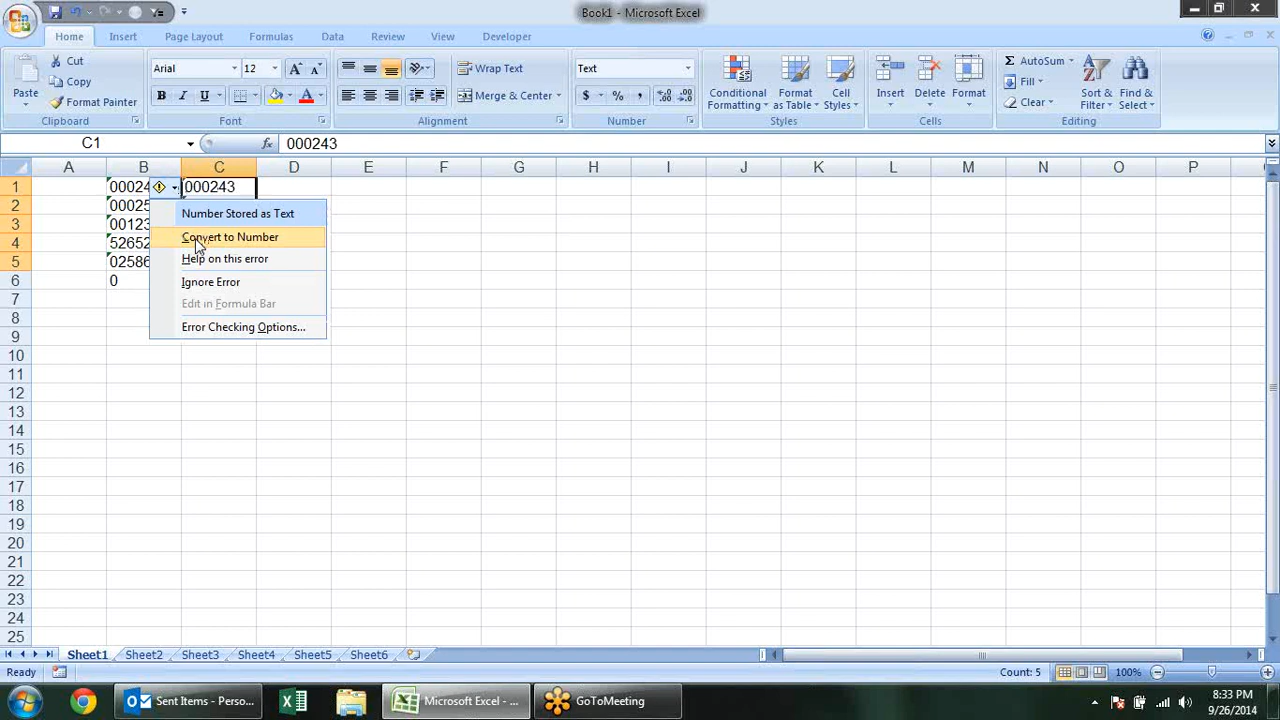 Book1 - Microsoft Excel
Home Insert Page Layout Formulas Data Review View Developer
Paste
Cut
Copy
Format Painter
Clipboard
Arial 12
B I U
Font
Wrap Text
Merge & Center
Alignment
Text
$ % ,
Number
Conditional Formatting
Format as Table
Cell Styles
Styles
Insert Delete Format
Cells
AutoSum
Fill
Clear
Sort & Filter
Find & Select
Editing
C1 fx 000243
A B C D E F G H I J K L M N O P
1 00024 000243
2 00025
3 00123
4 52652
5 02586
6 0
7
8
9
10
11
12
13
14
15
16
17
18
19
20
21
22
23
24
25
Number Stored as Text
Convert to Number
Help on this error
Ignore Error
Edit in Formula Bar
Error Checking Options...
Sheet1 Sheet2 Sheet3 Sheet4 Sheet5 Sheet6
Ready Count: 5 100%
Sent Items - Perso... Microsoft Excel - ... GoToMeeting
8:33 PM
9/26/2014